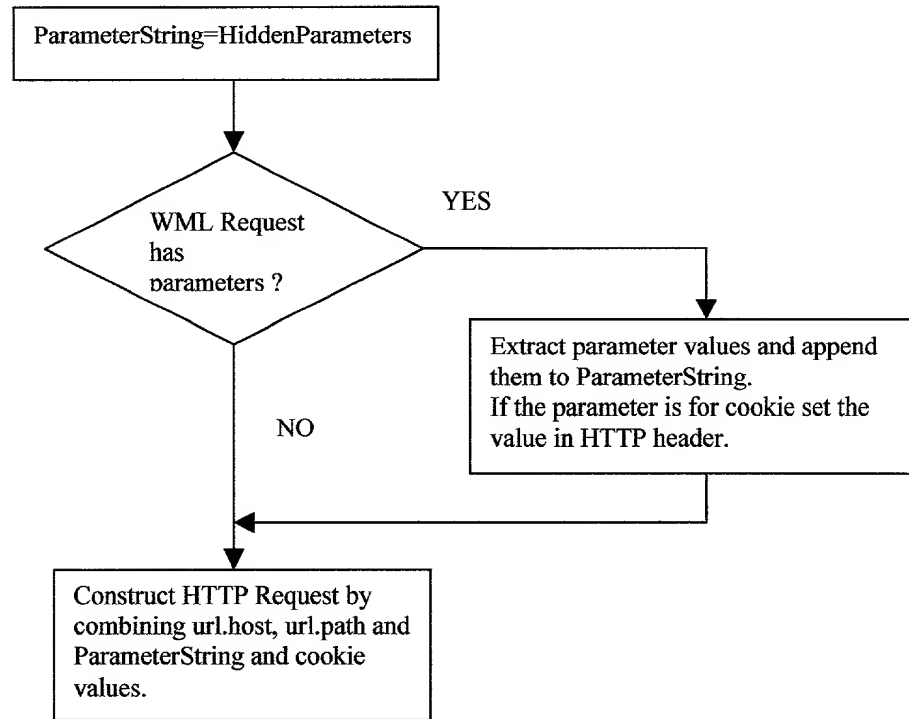 ParameterString=HiddenParameters
YES
WML Request
has
parameters ?
Extract parameter values and append
them to ParameterString.
If the parameter is for cookie set the
value in HTTP header.
NO
Construct HTTP Request by
combining url.host, url.path and
ParameterString and cookie
values.